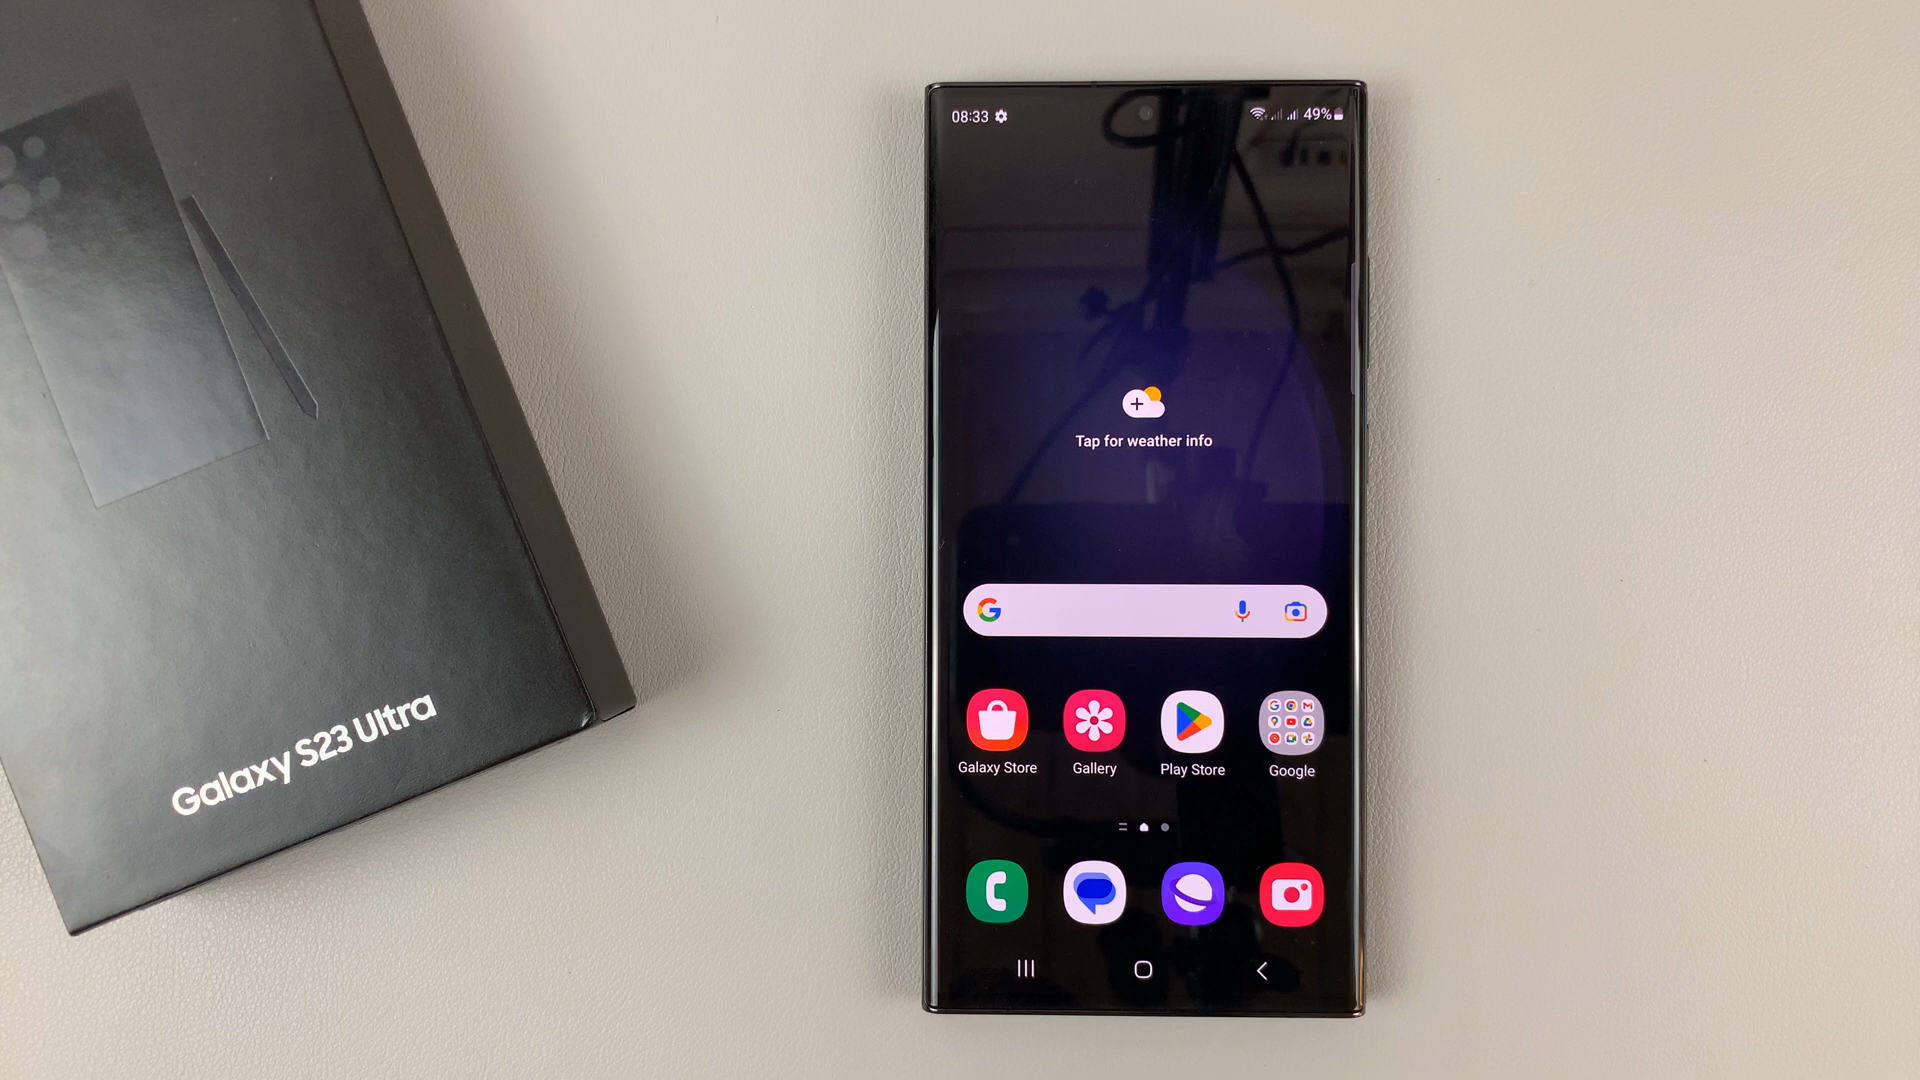 Galaxy S23 Ultra
08:33
49%
Tap for weather info
G
Galaxy Store
Gallery
Play Store
Google